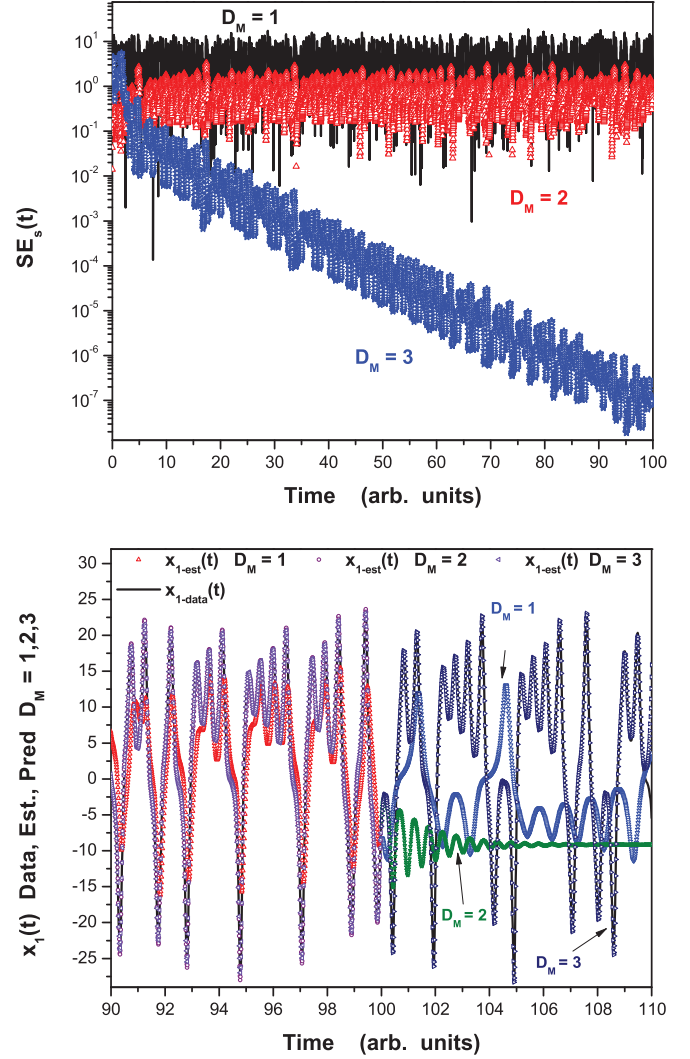 D_M = 1
10^1
10^0
10^-1
10^-2
10^-3
10^-4
10^-5
10^-6
10^-7
SE_s(t)
D_M = 2
D_M = 3
0 10 20 30 40 50 60 70 80 90 100
Time (arb. units)
x_1-est(t) D_M = 1 x_1-est(t) D_M = 2 x_1-est(t) D_M = 3
x_1-data(t)
30
25
20
15
10
5
0
-5
-10
-15
-20
-25
x_1(t) Data, Est., Pred D_M = 1,2,3
D_M = 1
D_M = 2
D_M = 3
90 92 94 96 98 100 102 104 106 108 110
Time (arb. units)